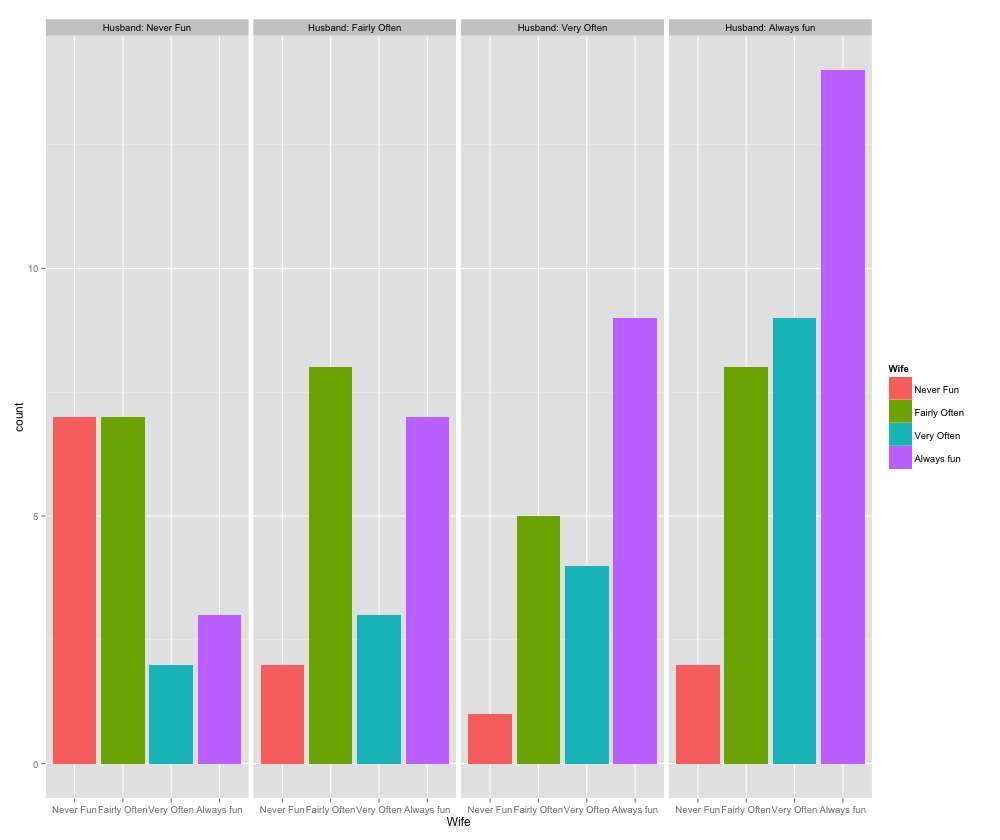 Husband: Never Fun
Husband: Fairly Often
Husband: Very Often
Husband: Always fun
count
10
5
0
Never Fun Fairly Often Very Often Always fun
Never Fun Fairly Often Very Often Always fun
Never Fun Fairly Often Very Often Always fun
Never Fun Fairly Often Very Often Always fun
Wife
Wife
Never Fun
Fairly Often
Very Often
Always fun